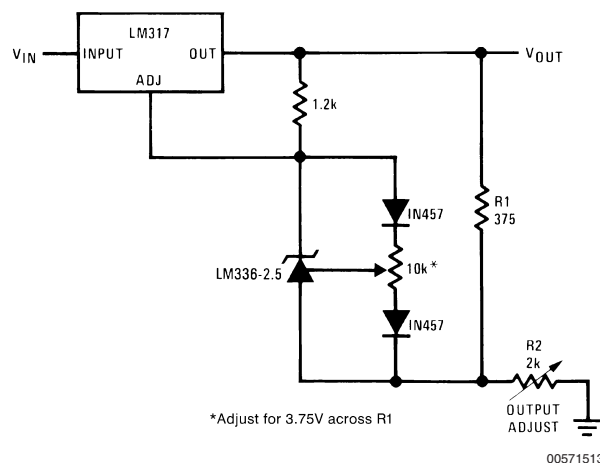 LM317
V_IN
INPUT
OUT
V_OUT
ADJ
1.2k
IN457
R1
375
LM336-2.5
10k*
IN457
R2
2k
*Adjust for 3.75V across R1
OUTPUT
ADJUST
00571513